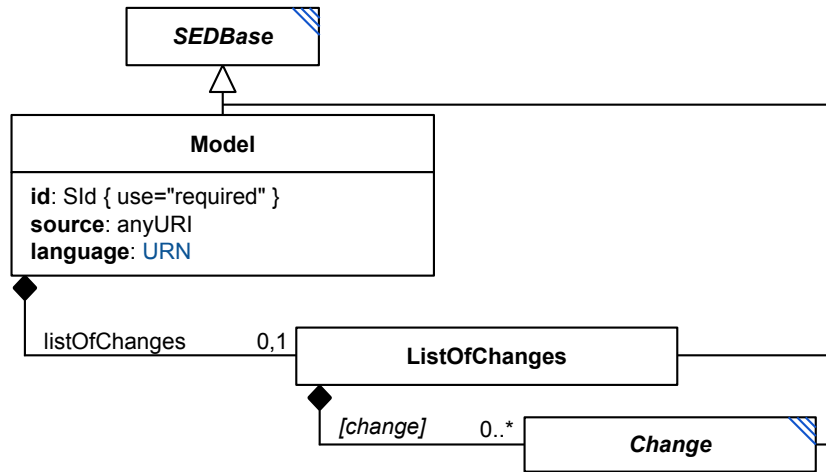 SEDBase
Model
id: SId { use="required" }
source: anyURI
language: URN
listOfChanges 0,1
ListOfChanges
[change] 0..*
Change